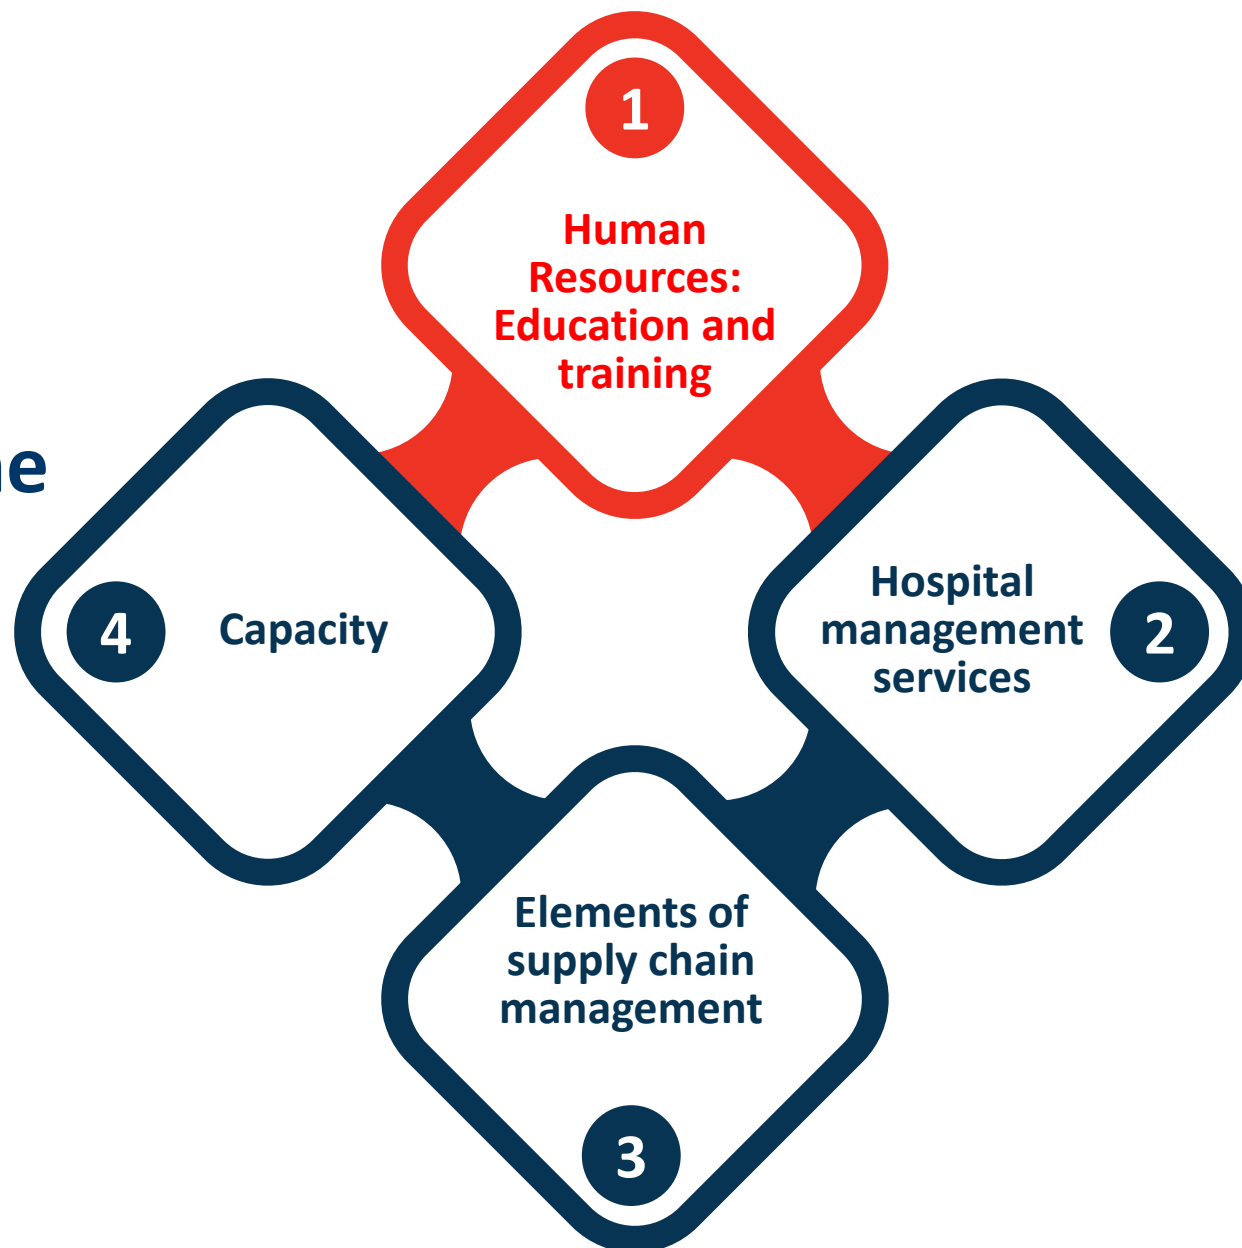 1
Human
Resources:
Education and
training
4
Capacity
Hospital
management
services
2
Elements of
supply chain
management
3